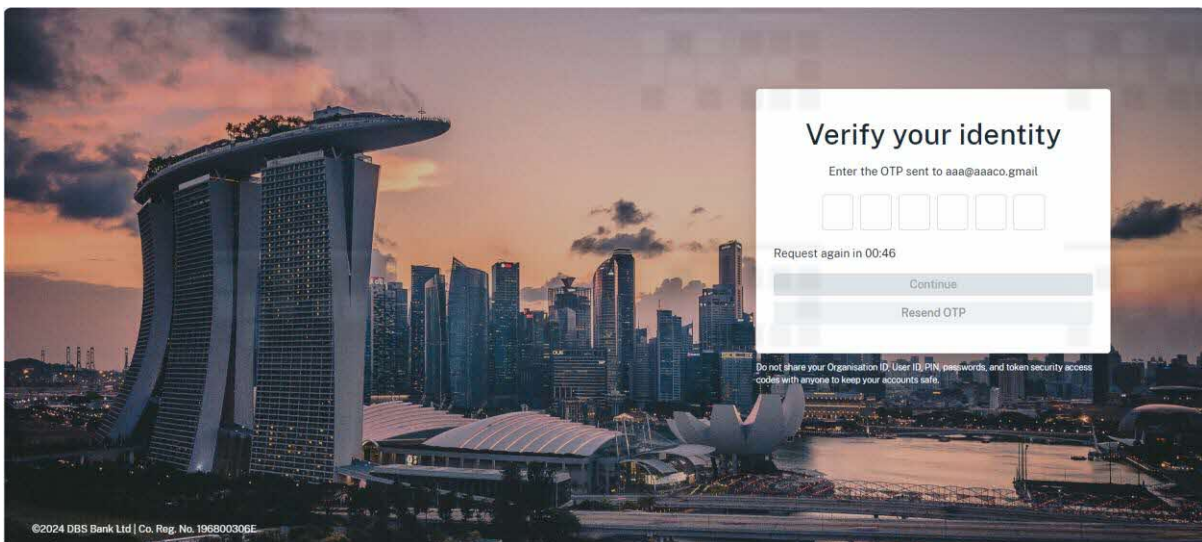 Verify your identity
Enter the OTP sent to aaa@aaaco.gmail
Request again in 00:46
Continue
Resend OTP
Do not share your Organisation ID, User ID, PIN, passwords, and token security access
codes with anyone to keep your accounts safe.
©2024 DBS Bank Ltd | Co. Reg. No. 196800306E